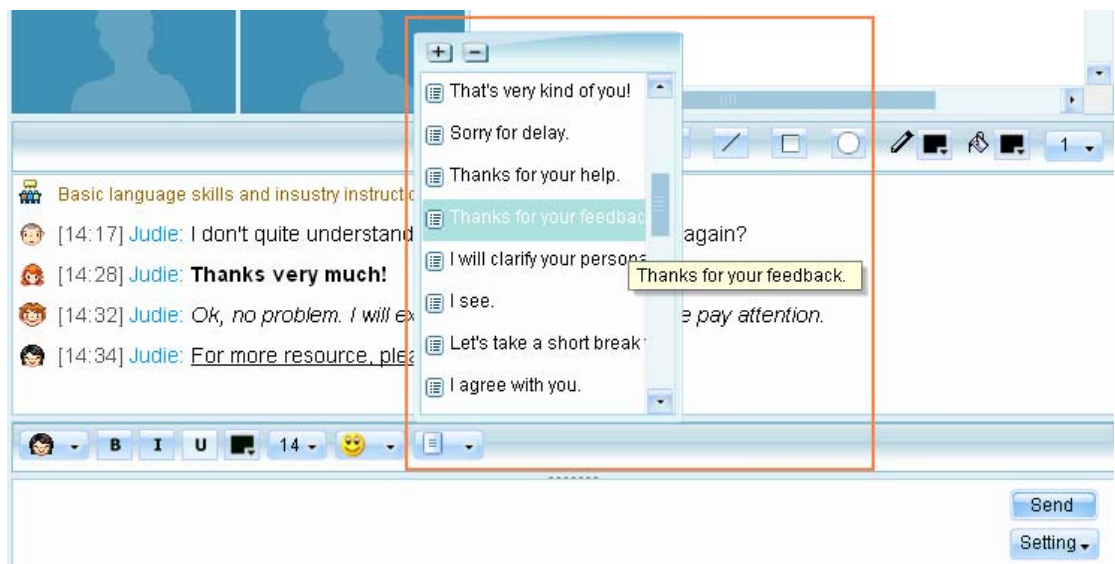 That's very kind of you!
Sorry for delay.
Thanks for your help.
Thanks for your feedbac
I will clarify your persona
Thanks for your feedback.
I see.
Let's take a short break
I agree with you.
1
Basic language skills and insustry instructio
[14:17] Judie: I don't quite understand again?
[14:28] Judie: Thanks very much!
[14:32] Judie: Ok, no problem. I will ex e pay attention.
[14:34] Judie: For more resource, plea
B I U 14
Send
Setting